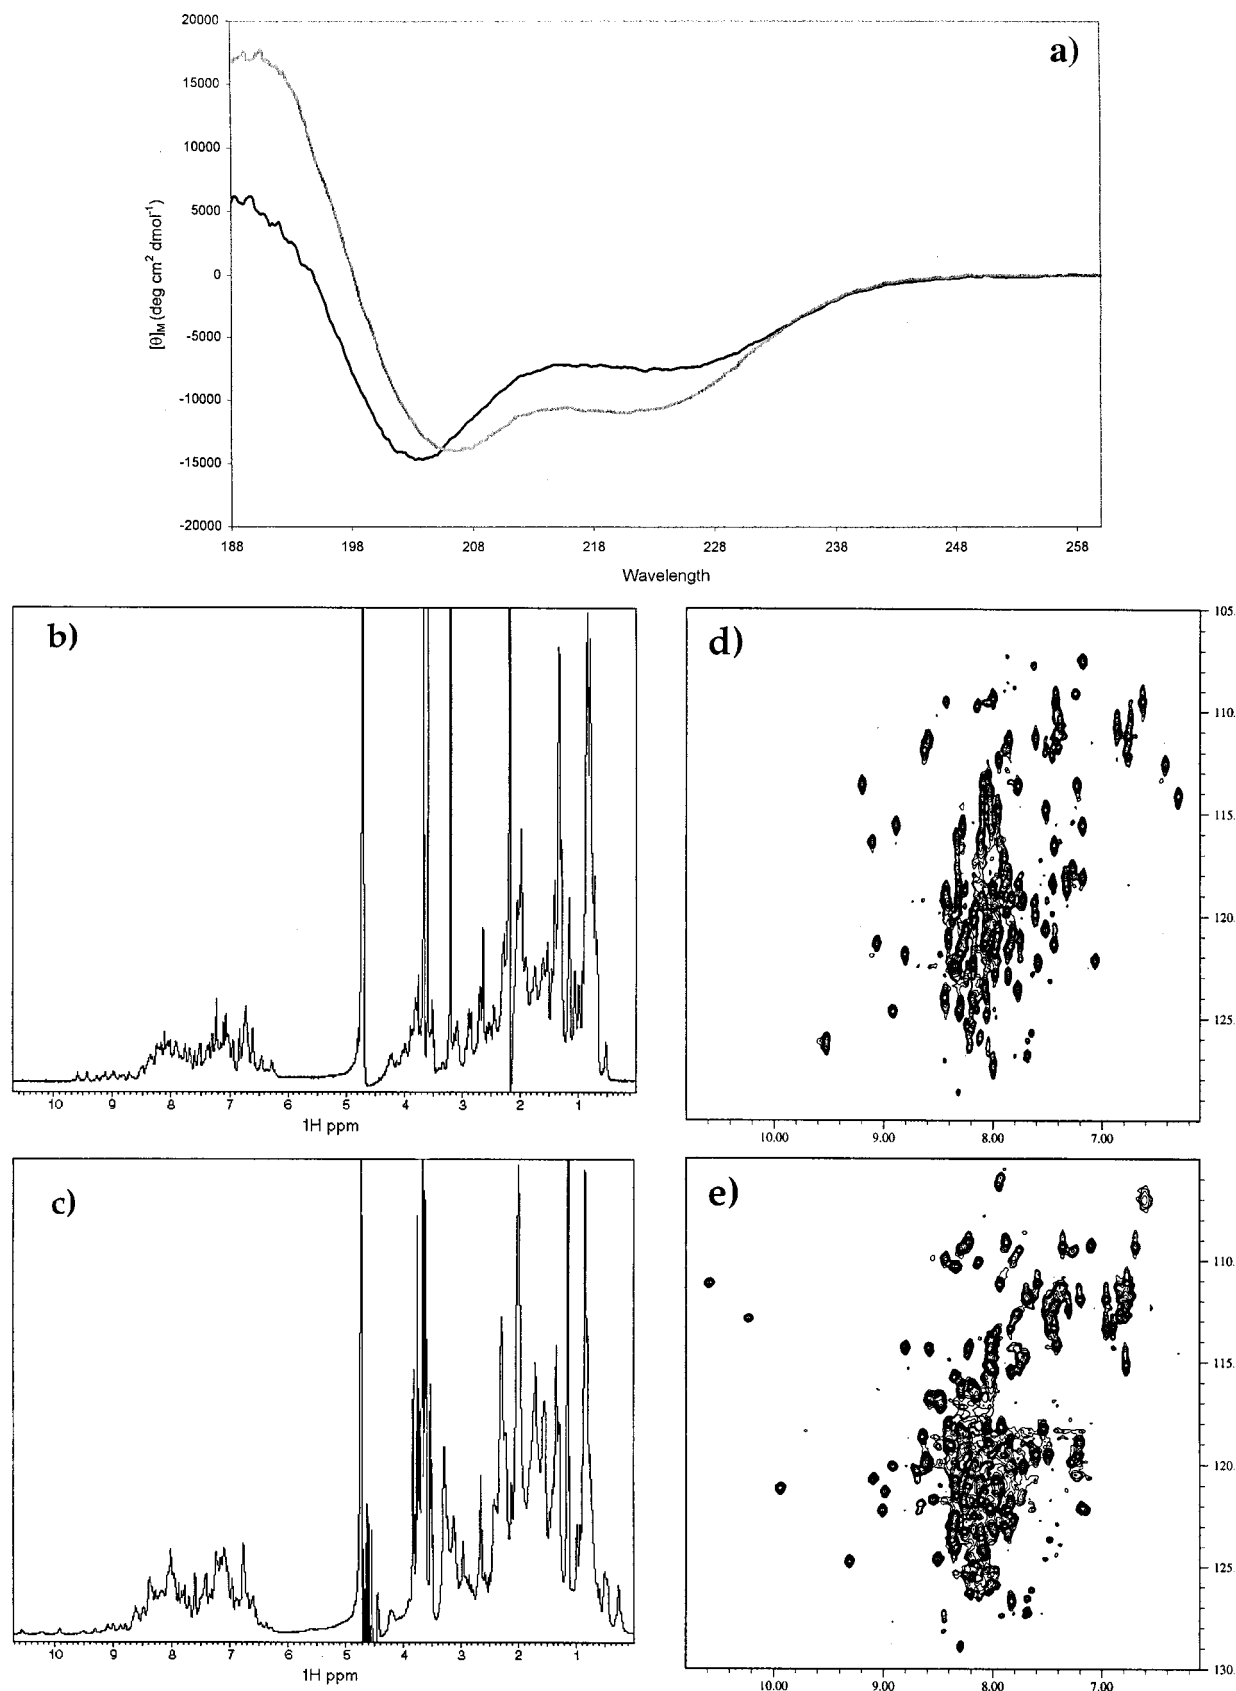 a)
20000
15000
10000
5000
0
-5000
-10000
-15000
-20000
[θ]M (deg cm2 dmol-1)
188 198 208 218 228 238 248 258
Wavelength
b)
10 9 8 7 6 5 4 3 2 1
1H ppm
d)
105.
110.
115.
120.
125.
10.00 9.00 8.00 7.00
c)
10 9 8 7 6 5 4 3 2 1
1H ppm
e)
110.
115.
120.
125.
130.
10.00 9.00 8.00 7.00